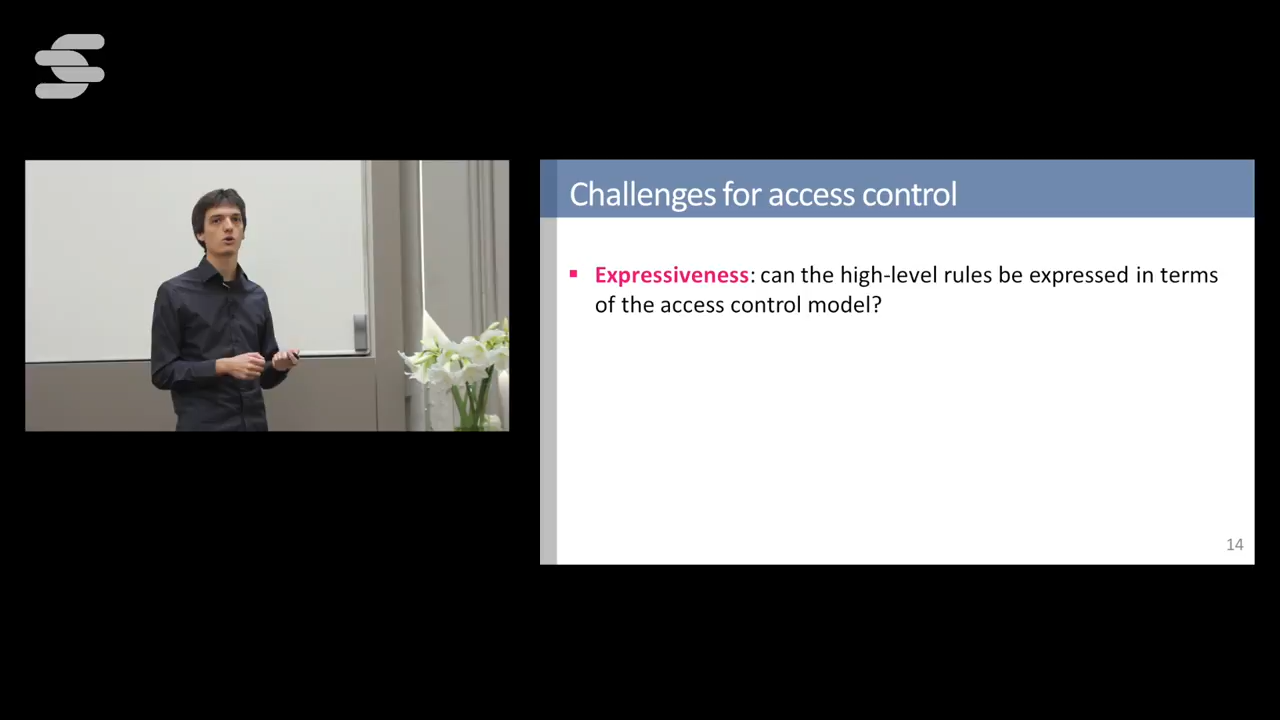 Challenges for access control
▪ Expressiveness: can the high-level rules be expressed in terms
of the access control model?
14